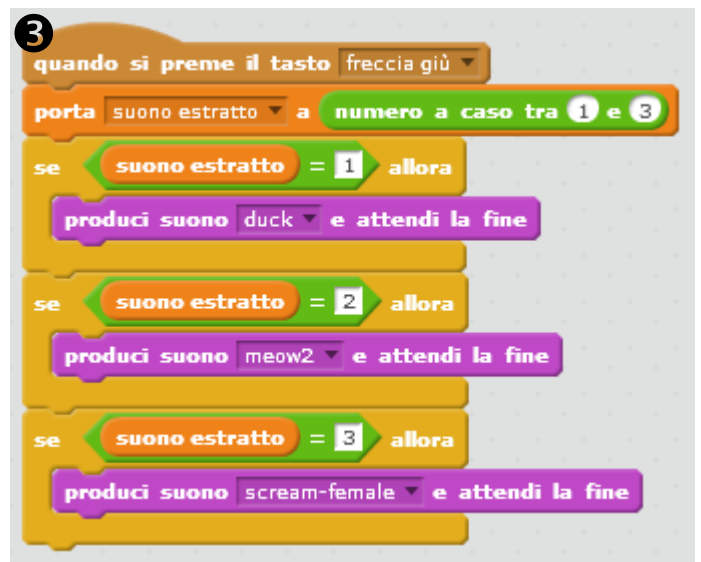 3
quando si preme il tasto freccia giù
porta suono estratto a numero a caso tra 1 e 3
se suono estratto = 1 allora
produci suono duck e attendi la fine
se suono estratto = 2 allora
produci suono meow2 e attendi la fine
se suono estratto = 3 allora
produci suono scream-female e attendi la fine